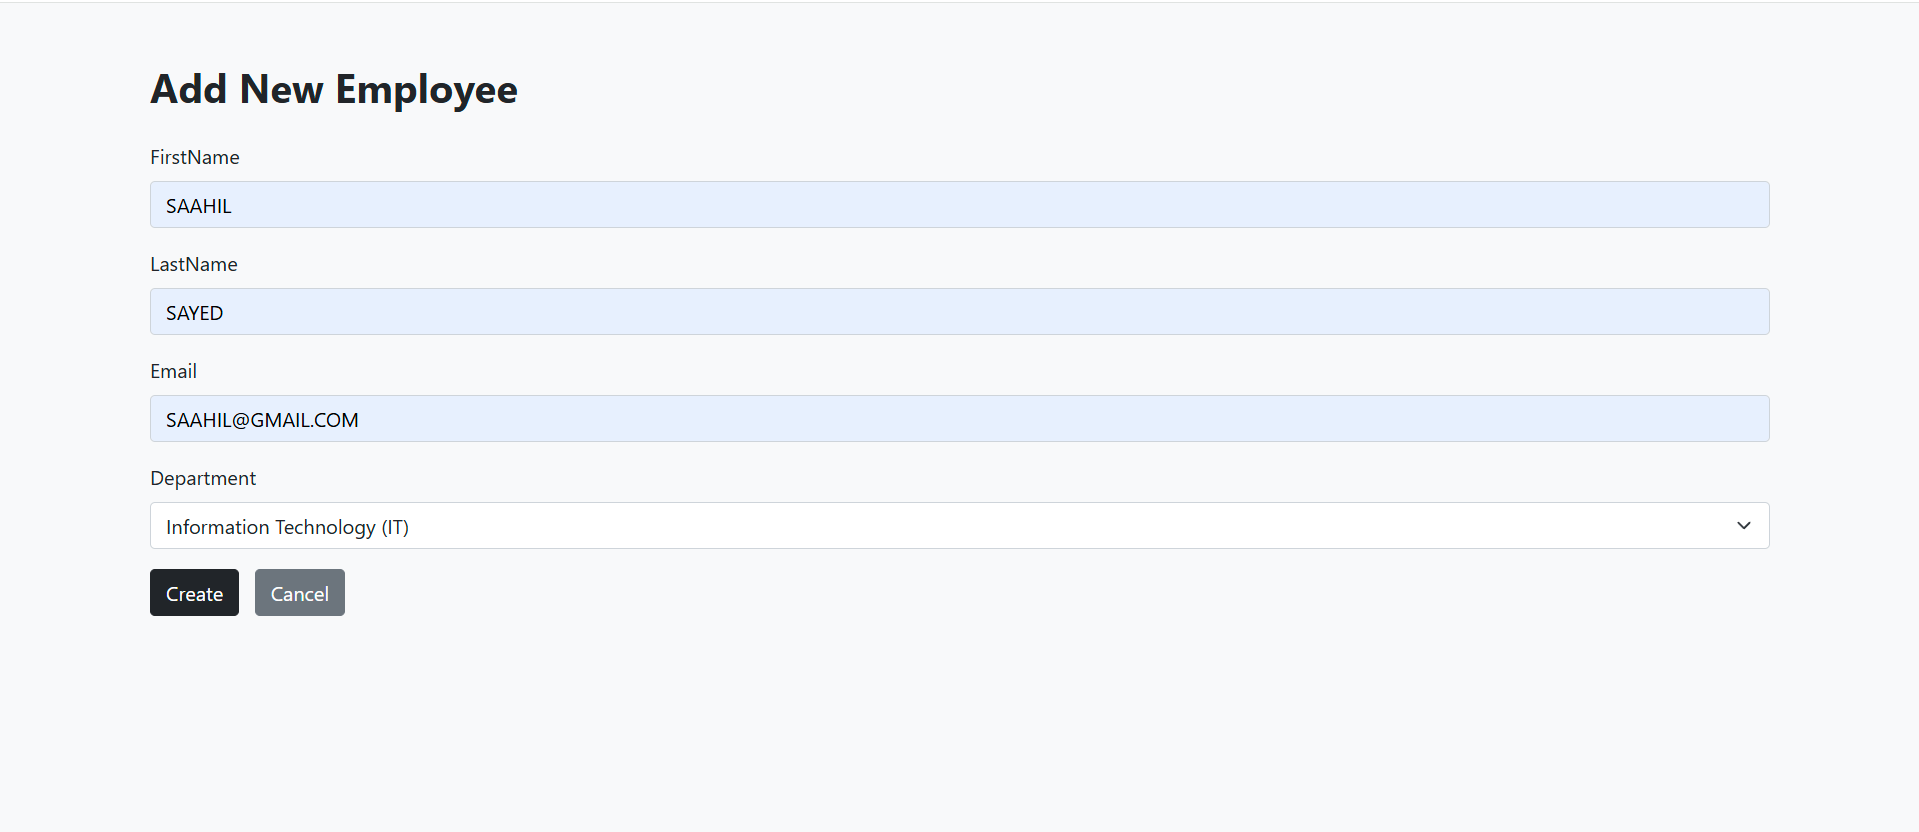 Add New Employee
FirstName
SAAHIL
LastName
SAYED
Email
SAAHIL@GMAIL.COM
Department
Information Technology (IT)
Create Cancel